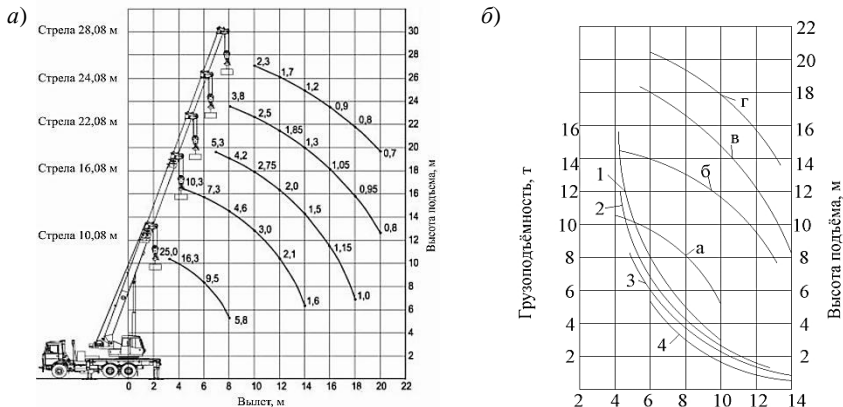 а)
Стрела 28,08 м
Стрела 24,08 м
Стрела 22,08 м
Стрела 16,08 м
Стрела 10,08 м
2,3 1,7 1,2 0,9 0,8 0,7
3,8 2,5 1,85 1,3 1,05 0,95 0,8
5,3 4,2 2,75 2,0 1,5 1,15 1,0
10,3 7,3 4,6 3,0 2,1 1,6
25,0 16,3 9,5 5,8
30
28
26
24
22
20
18
16
14
12
10
8
6
4
2
Высота подъема, м
0 2 4 6 8 10 12 14 16 18 20 22
Вылет, м
б)
Грузоподъёмность, т
16
14
12
10
8
6
4
2
1
2
3
4
а
б
в
г
22
20
18
16
14
12
10
8
6
4
2
Высота подъёма, м
2 4 6 8 10 12 14